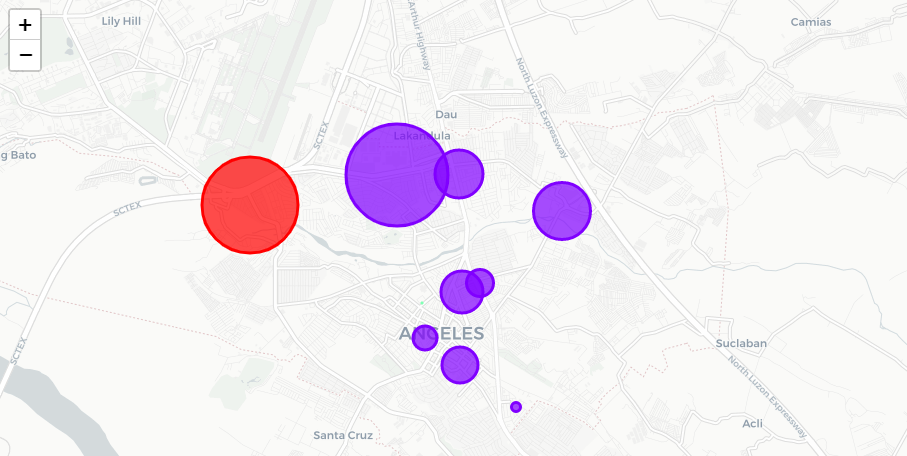 +
−
Lily Hill
Arthur Highway
Camias
North Luzon Expressway
Dau
SCTEX
Lakandula
g Bato
SCTEX
ANGELES
SCTEX
Suclaban
North Luzon Expressway
Santa Cruz
Acli